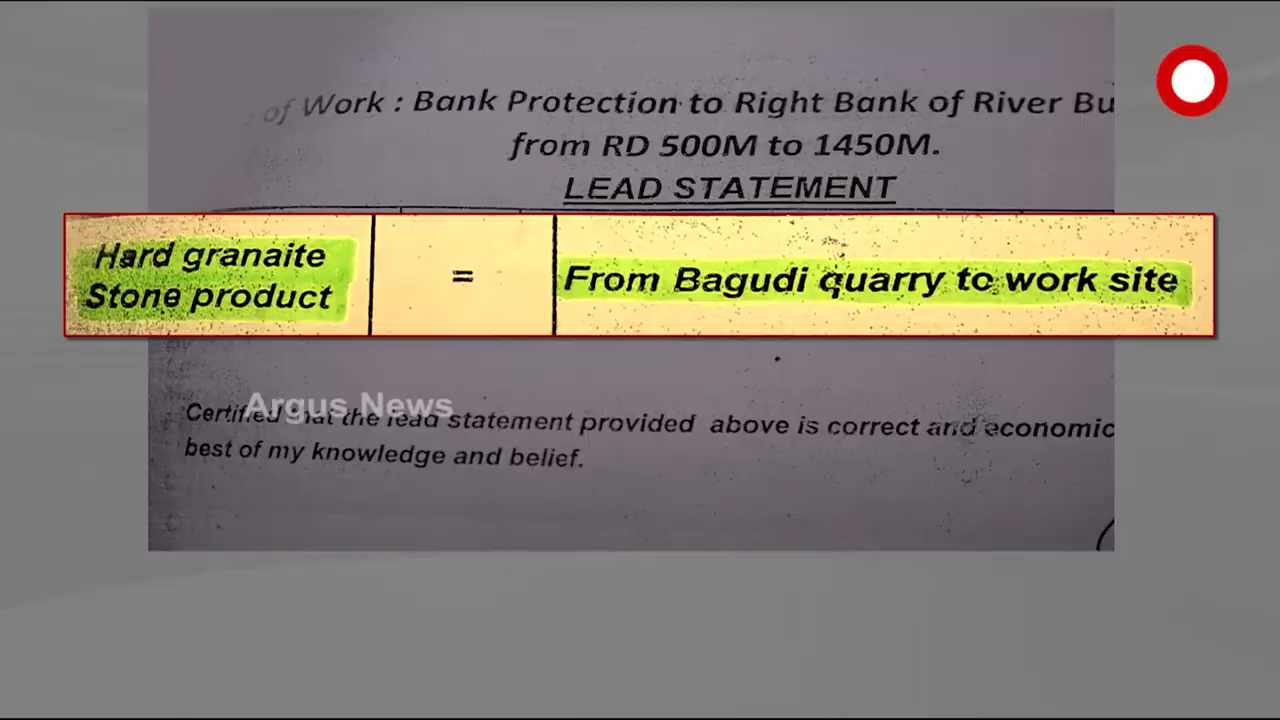 of Work : Bank Protection to Right Bank of River Bu
from RD 500M to 1450M.
LEAD STATEMENT
Hard granaite
Stone product
=
From Bagudi quarry to work site
Argus News
Certified that the lead statement provided above is correct and economic
best of my knowledge and belief.